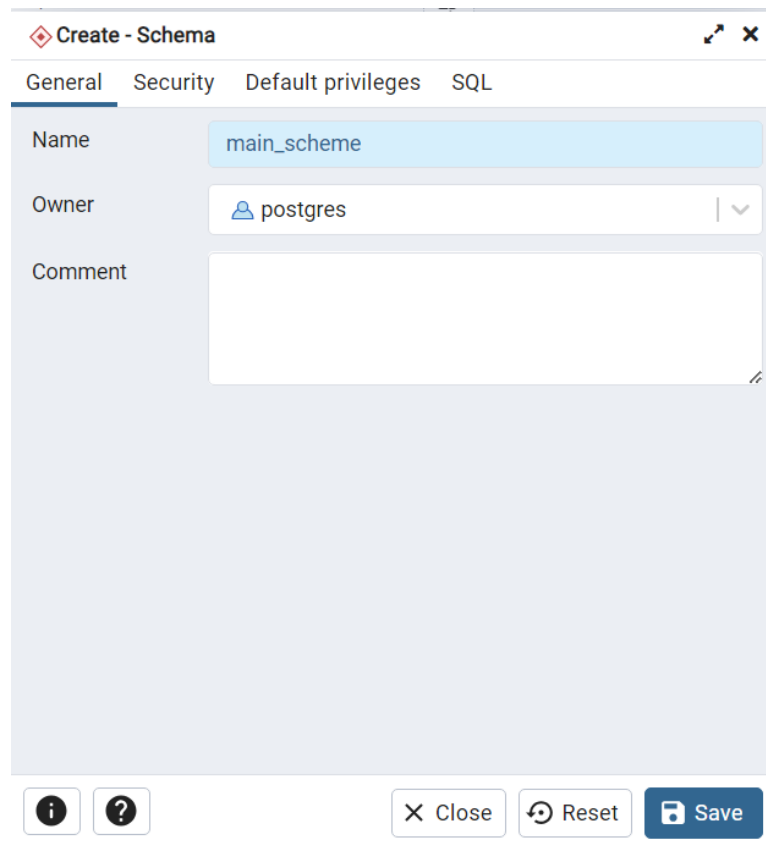 Create - Schema
General Security Default privileges SQL
Name main_scheme
Owner postgres
Comment
Close Reset Save